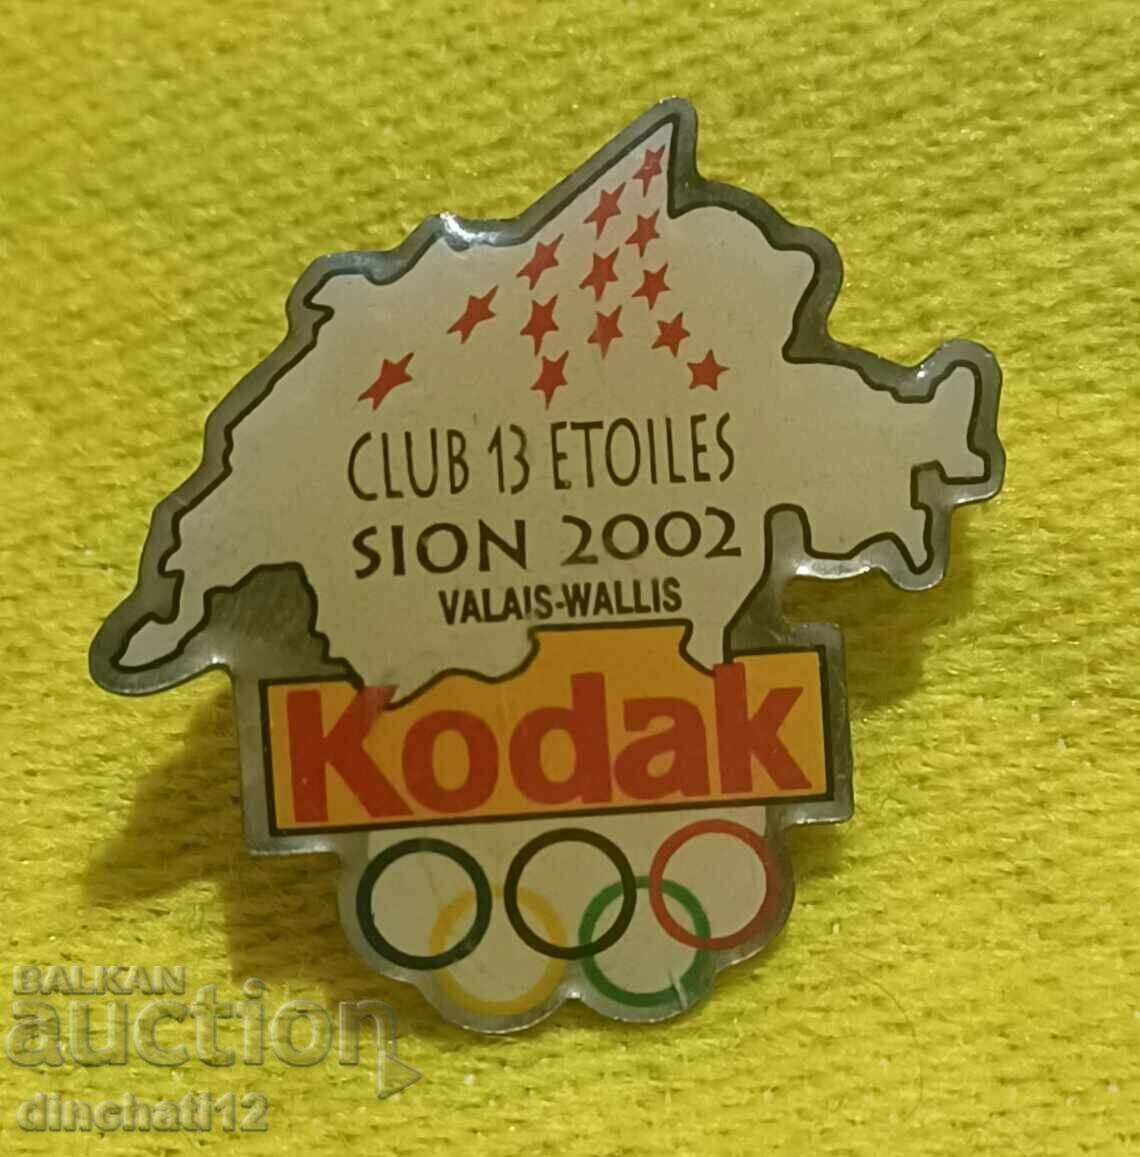 CLUB 13 ETOILES
SION 2002
VALAIS-WALLIS
Kodak
BALKAN
auction
dinchati12